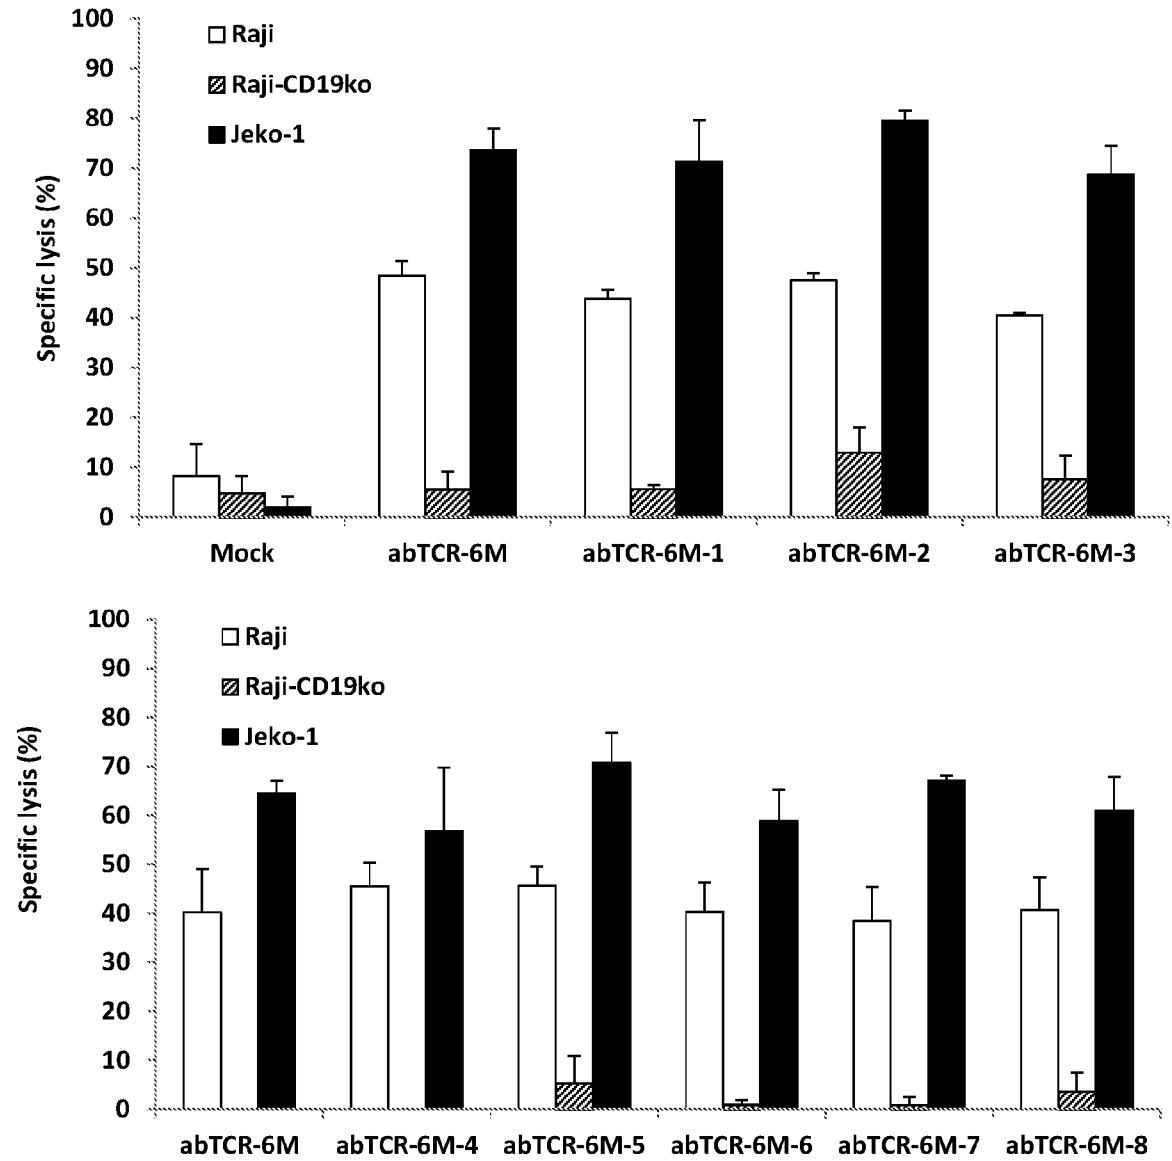 100
90
80
70
60
50
40
30
20
10
0
Specific lysis (%)
Raji
Raji-CD19ko
Jeko-1
Mock abTCR-6M abTCR-6M-1 abTCR-6M-2 abTCR-6M-3
100
90
80
70
60
50
40
30
20
10
0
Specific lysis (%)
Raji
Raji-CD19ko
Jeko-1
abTCR-6M abTCR-6M-4 abTCR-6M-5 abTCR-6M-6 abTCR-6M-7 abTCR-6M-8